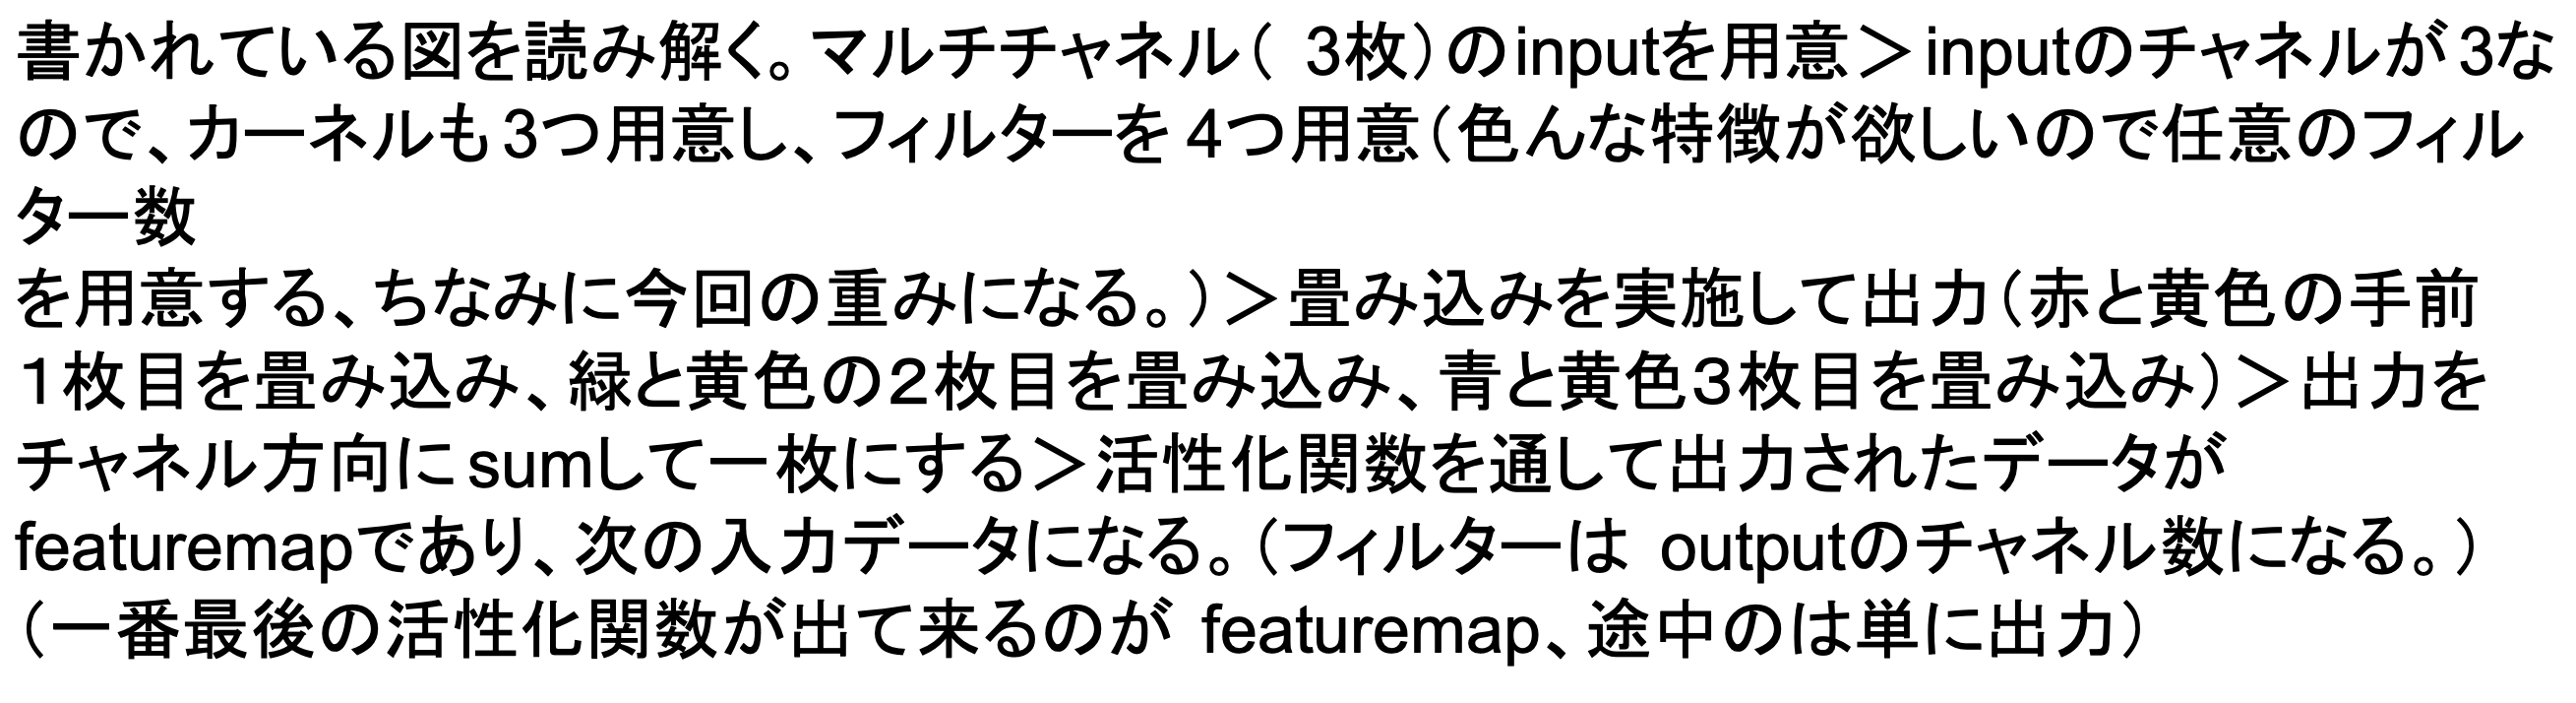 書かれている図を読み解く。マルチチャネル( 3枚)のinputを用意＞inputのチャネルが3な
ので、カーネルも3つ用意し、フィルターを4つ用意(色んな特徴が欲しいので任意のフィル
ター数
を用意する、ちなみに今回の重みになる。)＞畳み込みを実施して出力(赤と黄色の手前
1枚目を畳み込み、緑と黄色の2枚目を畳み込み、青と黄色3枚目を畳み込み)＞出力を
チャネル方向にsumして一枚にする＞活性化関数を通して出力されたデータが
featuremapであり、次の入力データになる。(フィルターは outputのチャネル数になる。)
(一番最後の活性化関数が出て来るのが featuremap、途中のは単に出力)